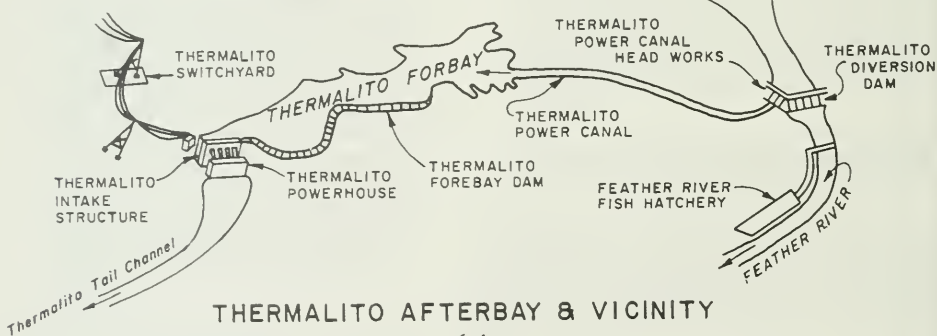 THERMALITO
SWITCHYARD
THERMALITO FORBAY
THERMALITO
POWER CANAL
HEAD WORKS
THERMALITO
DIVERSION
DAM
THERMALITO
POWER CANAL
THERMALITO
INTAKE
STRUCTURE
THERMALITO
POWERHOUSE
THERMALITO
FOREBAY DAM
FEATHER RIVER
FISH HATCHERY
FEATHER RIVER
Thermalito Tail Channel
THERMALITO AFTERBAY & VICINITY